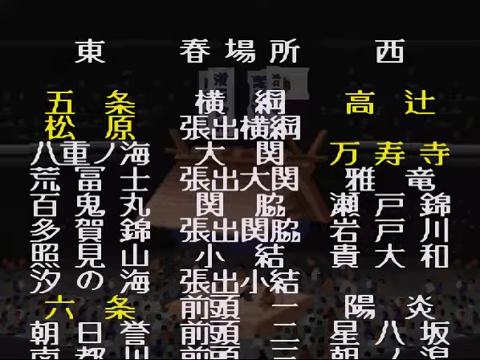 東 春場所 西
五条 横綱 高辻
松原 張出横綱
八重ノ海 大関 万寿寺
荒冨士 張出大関 雅竜
百鬼丸 関脇 瀬戸錦
多賀錦 張出関脇 岩戸川
照見山 小結 貴大和
汐の海 張出小結
六条 前頭一 陽炎
朝日誉 前頭二 星八坂